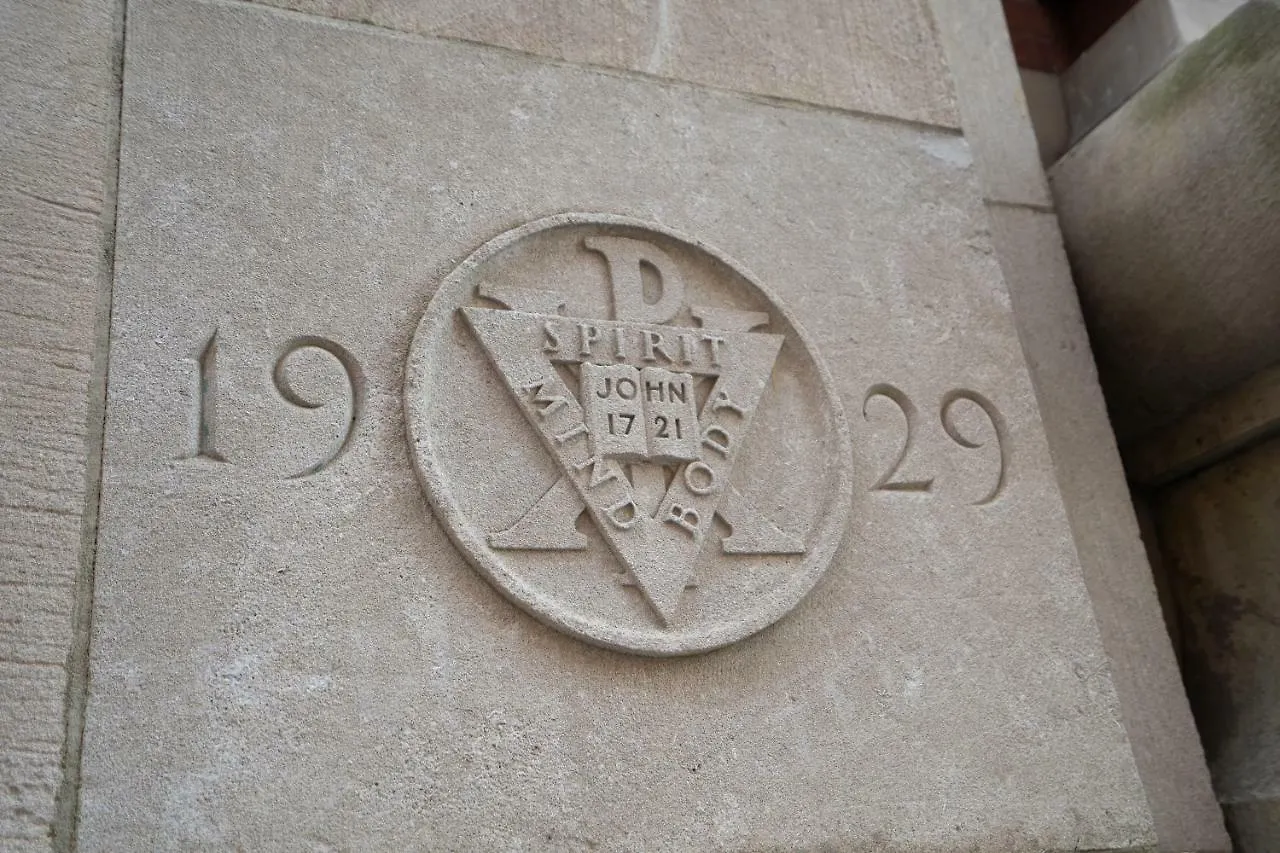 19 29
SPIRIT
MIND
BODY
JOHN
17 21